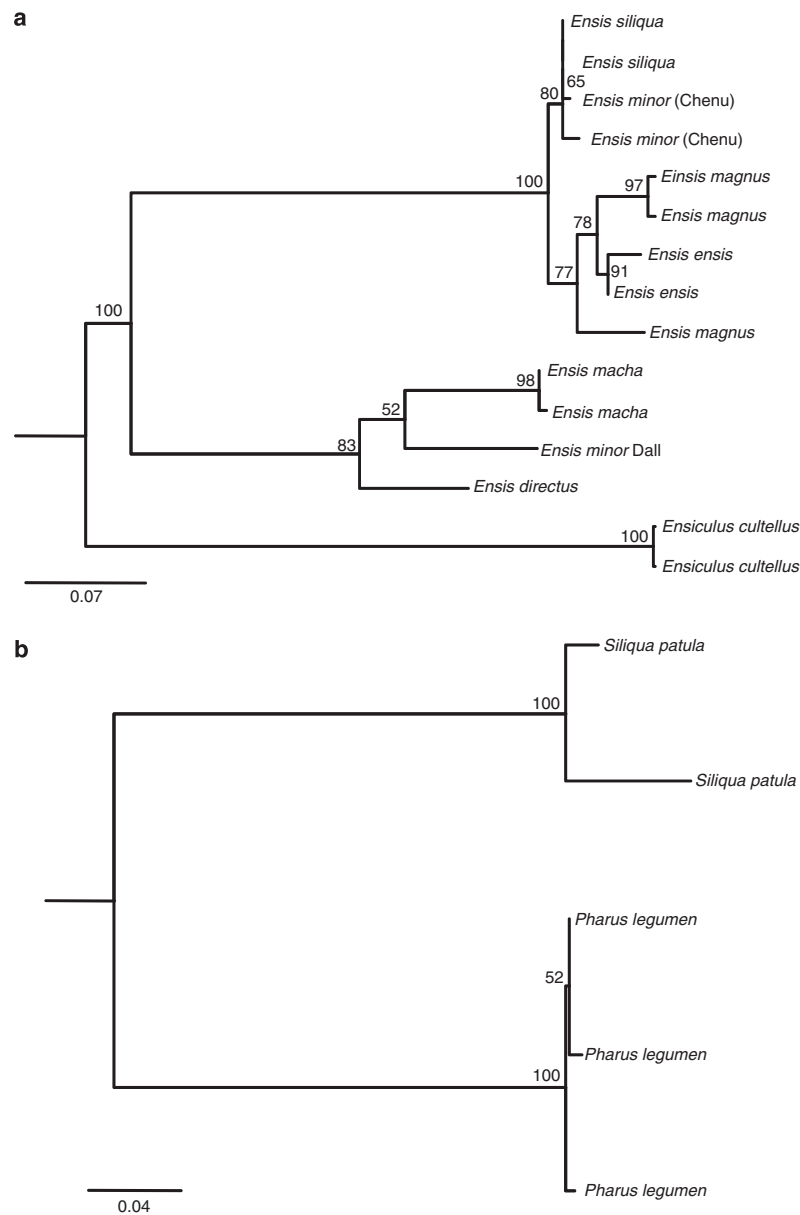 a
Ensis siliqua
Ensis siliqua
65
80
Ensis minor (Chenu)
Ensis minor (Chenu)
100
Einsis magnus
97
Ensis magnus
78
Ensis ensis
77
91
Ensis ensis
100
Ensis magnus
Ensis macha
98
52
Ensis macha
83
Ensis minor Dall
Ensis directus
Ensiculus cultellus
100
Ensiculus cultellus
0.07
b
Siliqua patula
100
Siliqua patula
Pharus legumen
52
Pharus legumen
100
Pharus legumen
0.04